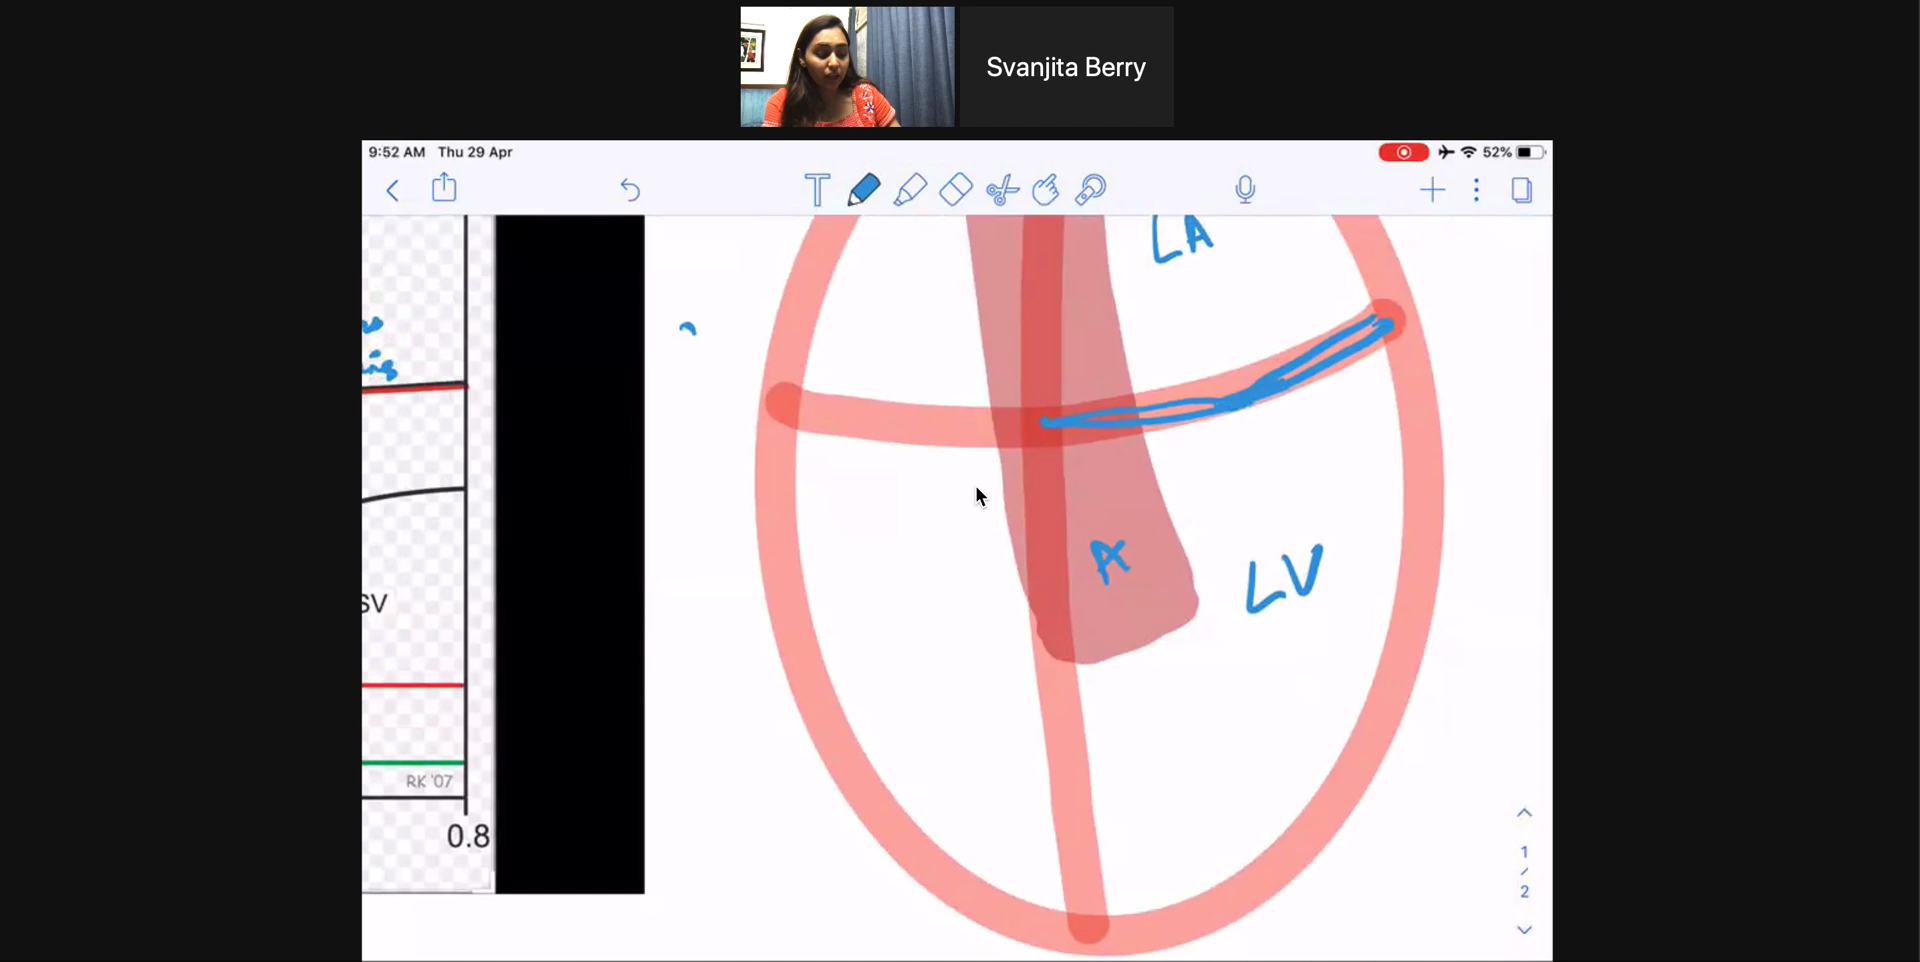 Svanjita Berry
9:52 AM Thu 29 Apr
52%
T
LA
A
LV
SV
RK '07
0.8
1
/
2